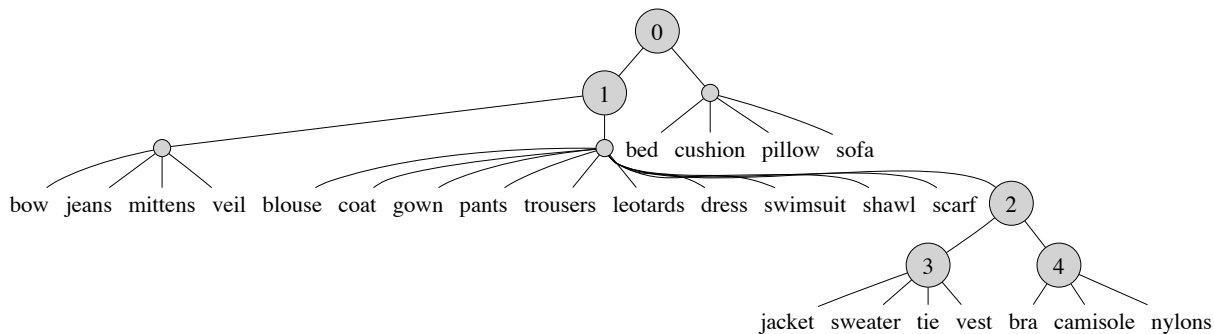 0
1
bed cushion pillow sofa
bow jeans mittens veil blouse coat gown pants trousers leotards dress swimsuit shawl scarf 2
3 4
jacket sweater tie vest bra camisole nylons